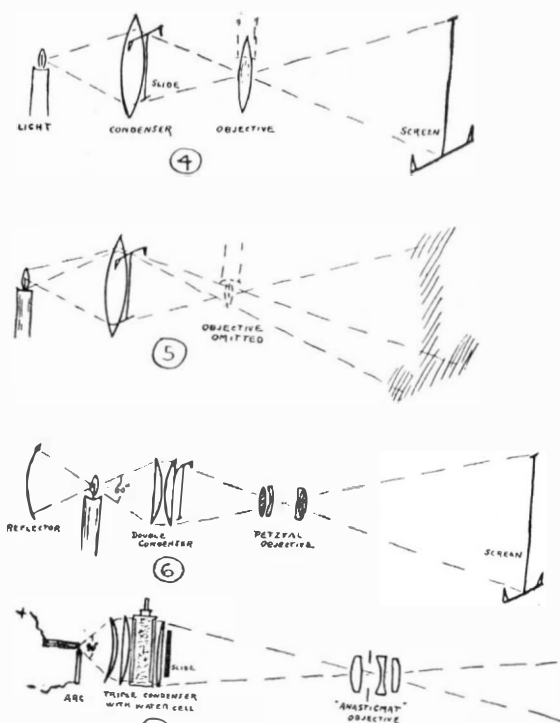 LIGHT
CONDENSER
SLIDE
OBJECTIVE
SCREEN
4
OBJECTIVE
OMITTED
5
REFLECTOR
60°
DOUBLE
CONDENSER
PETZVAL
OBJECTIVE
SCREEN
6
+
ARC
TRIPLE CONDENSER
WITH WATER CELL
SLIDE
"ANASTIGMAT"
OBJECTIVE